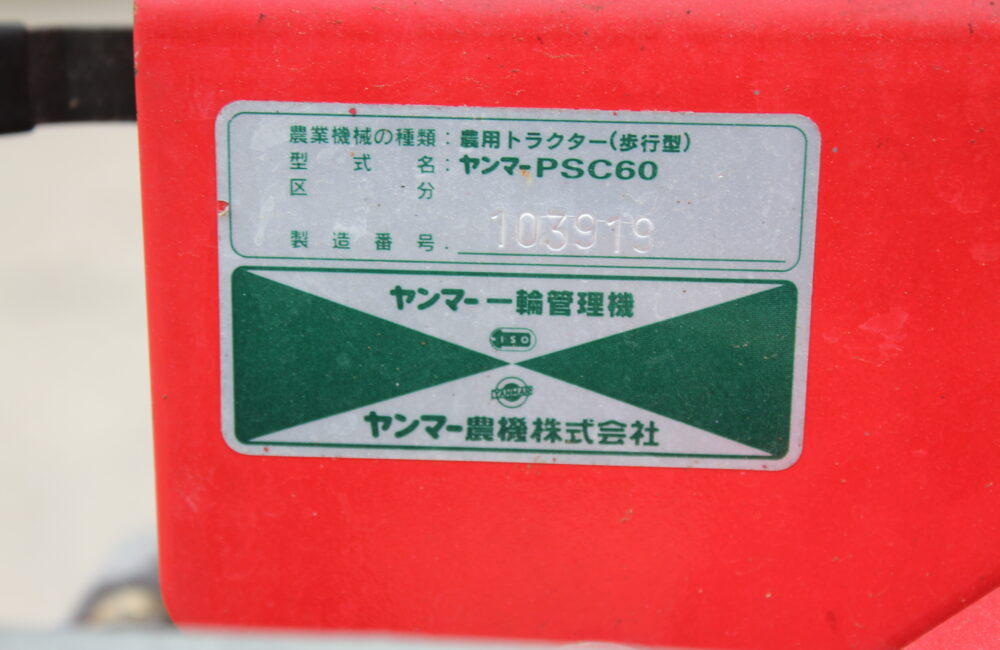 農業機械の種類：農用トラクター(歩行型)
型式名：ヤンマーPSC60
区分
製造番号. 103919
ヤンマー一輪管理機
ISO
YANMAR
ヤンマー農機株式会社